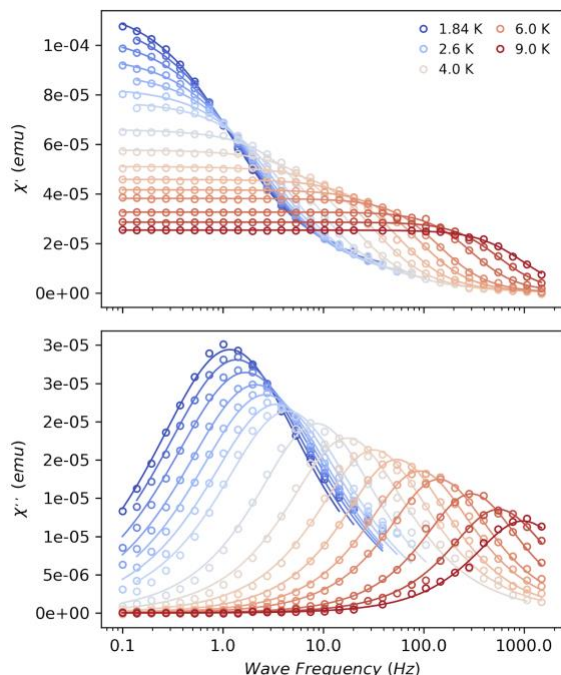 1e-04
8e-05
6e-05
4e-05
2e-05
0e+00
χ' (emu)
1.84 K
2.6 K
4.0 K
6.0 K
9.0 K
3e-05
3e-05
2e-05
2e-05
1e-05
1e-05
5e-06
0e+00
χ'' (emu)
0.1
1.0
10.0
100.0
1000.0
Wave Frequency (Hz)